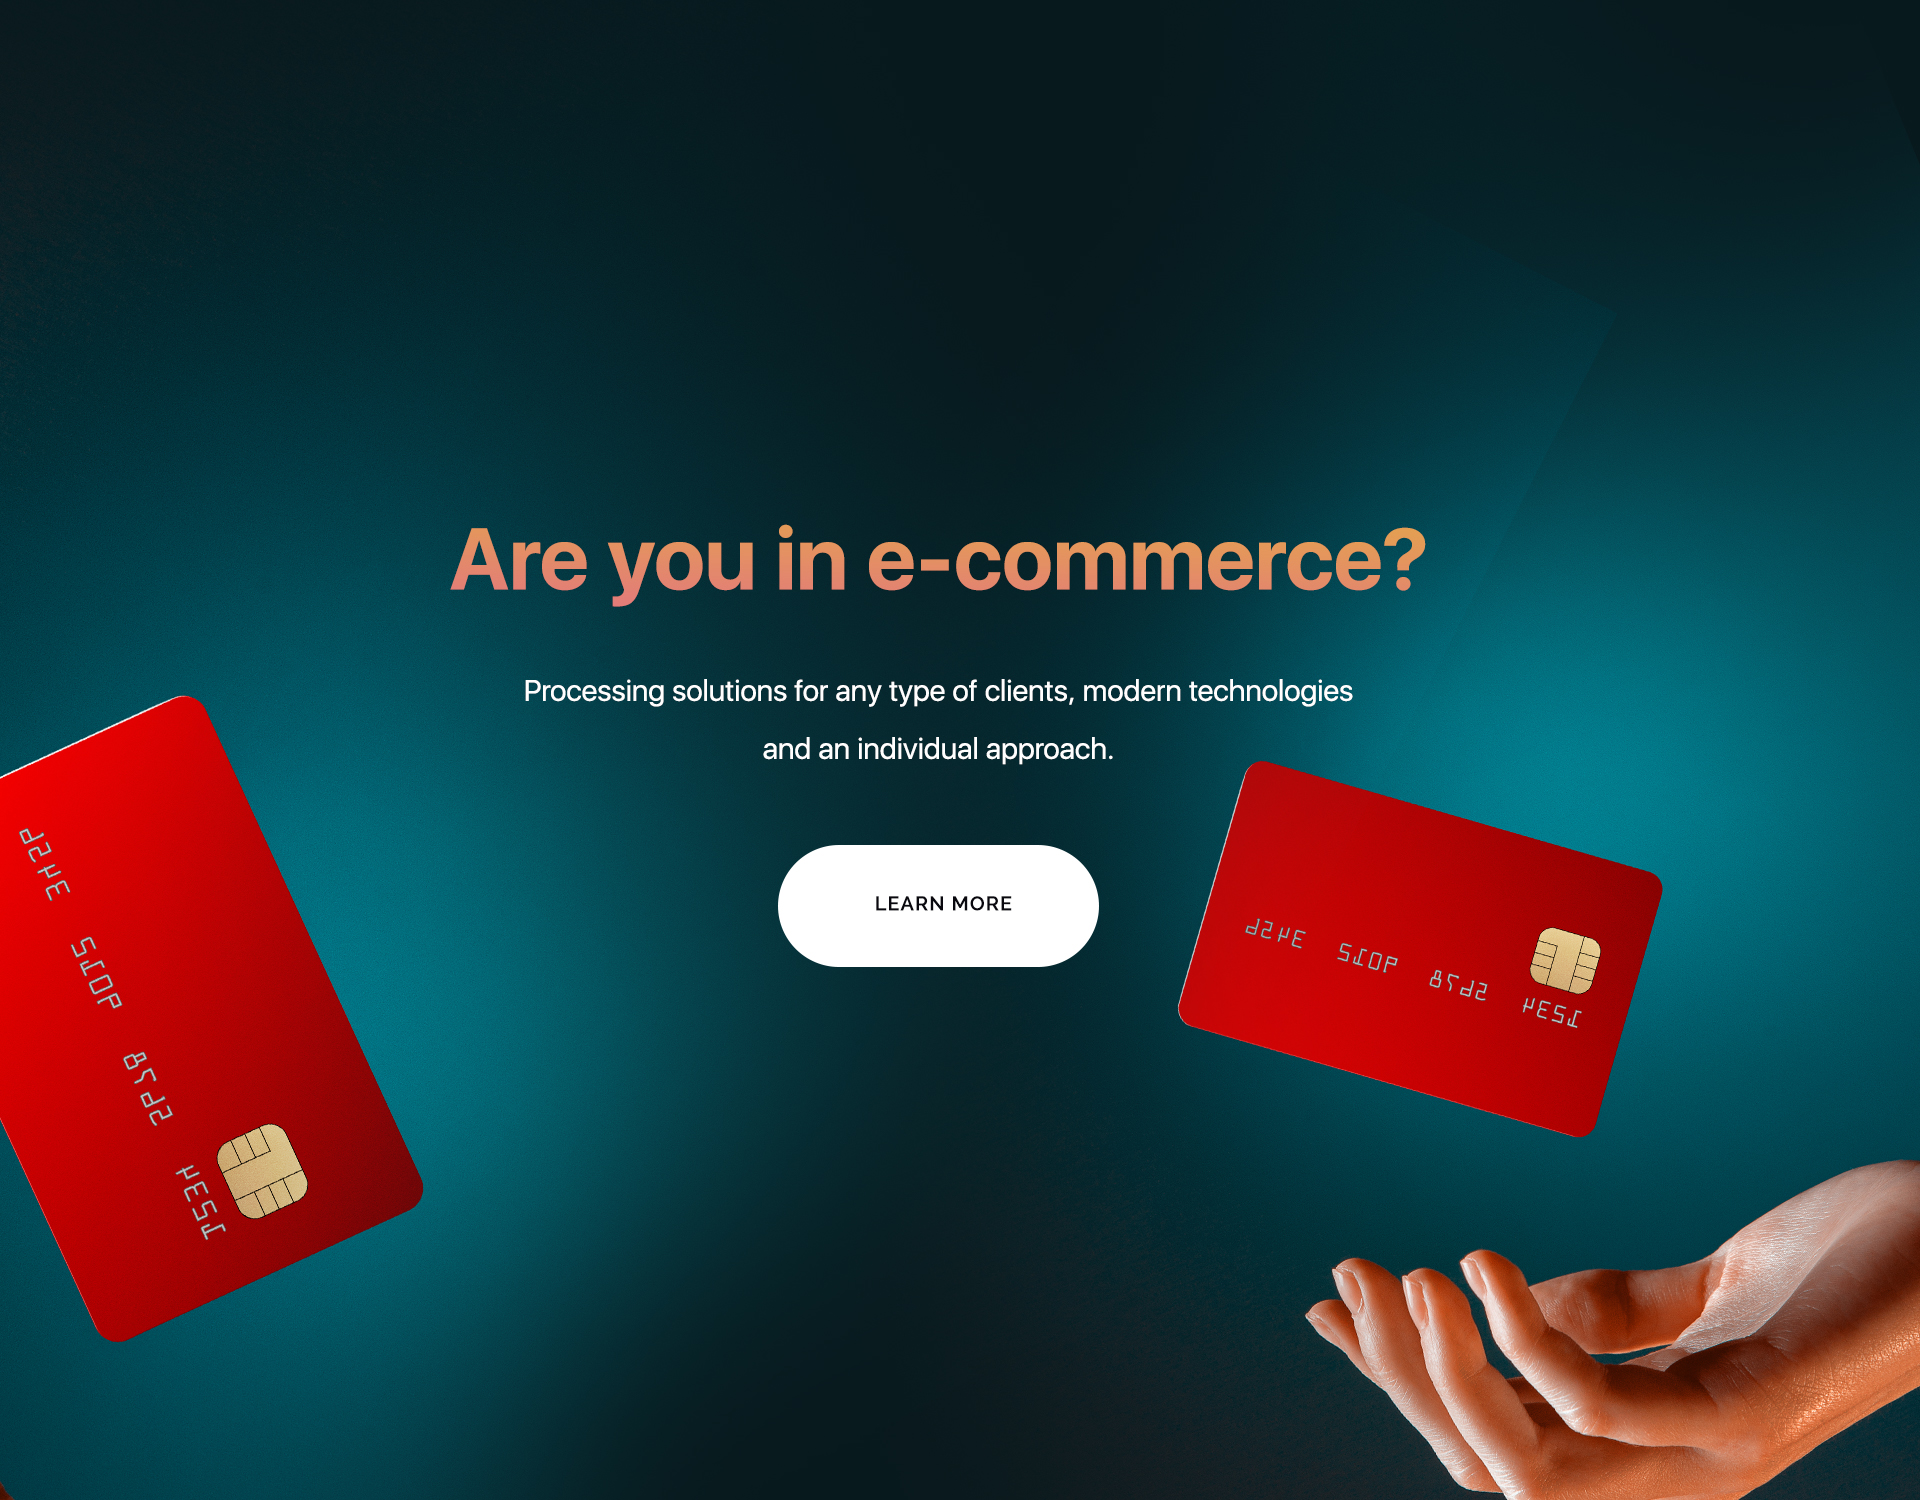 Are you in e-commerce?
Processing solutions for any type of clients, modern technologies
and an individual approach.
LEARN MORE